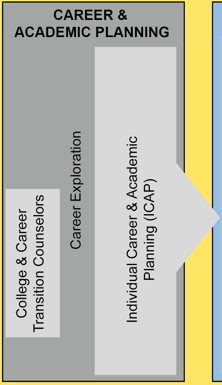 CAREER &
ACADEMIC PLANNING
College & Career
Transition Counselors
Career Exploration
Individual Career & Academic
Planning (ICAP)